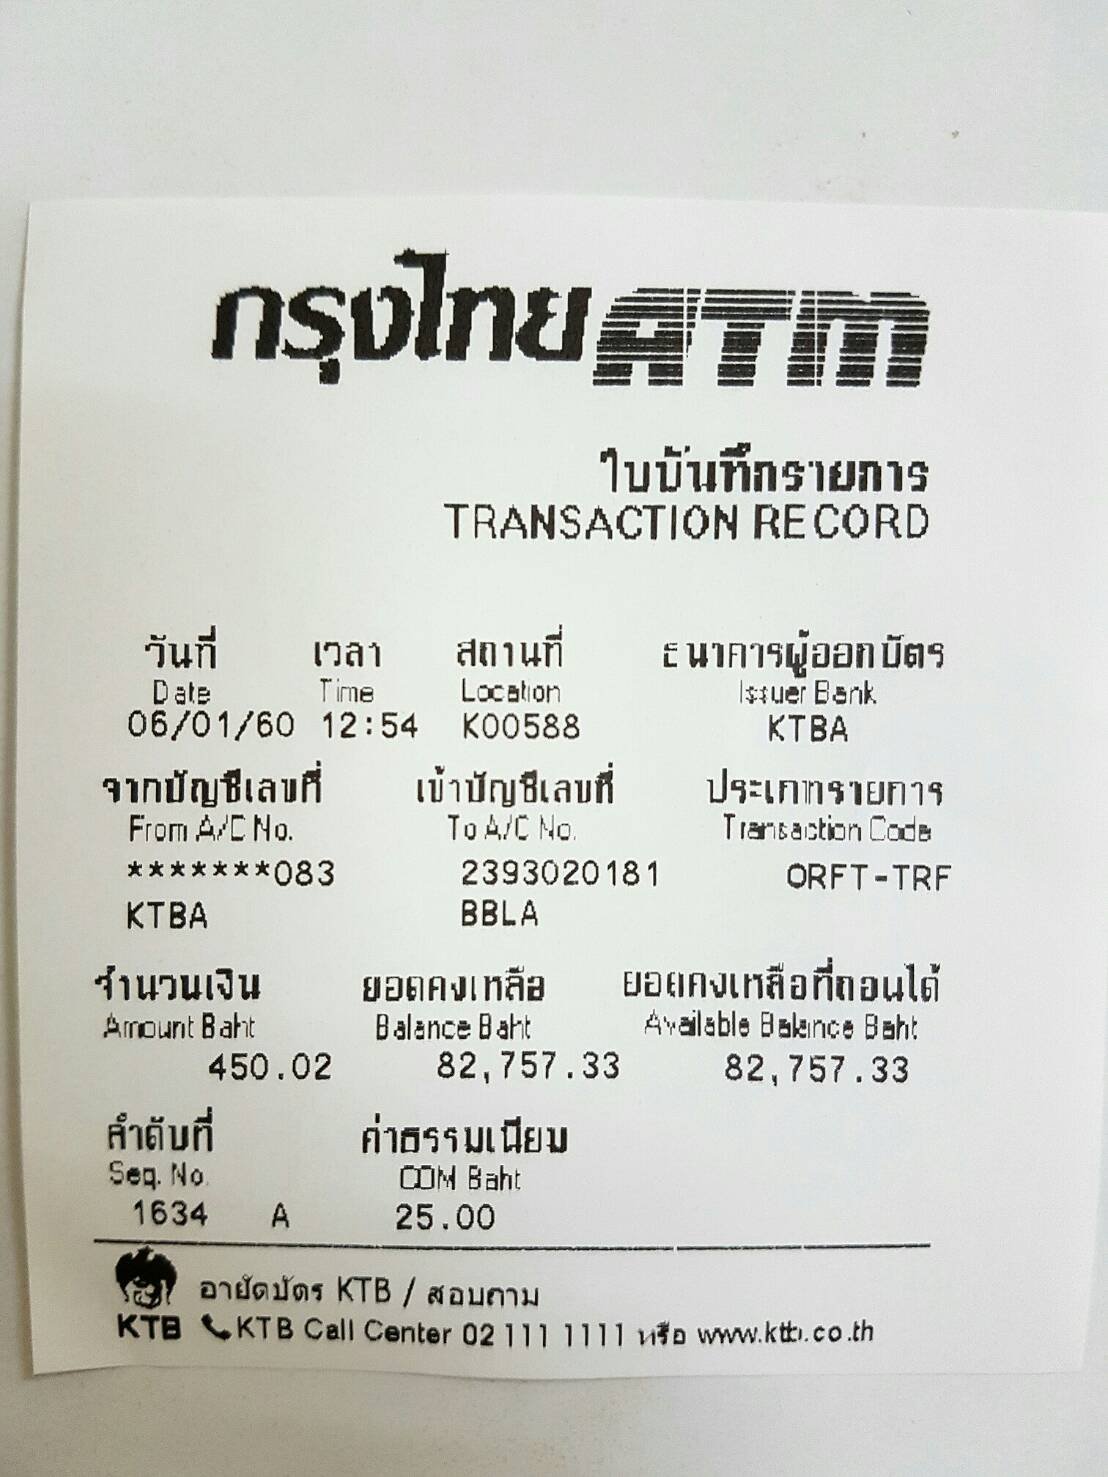 กรุงไทย ATM
ใบบันทึกรายการ
TRANSACTION RECORD
วันที่ เวลา สถานที่ ธนาคารผู้ออกบัตร
Date Time Location Issuer Bank
06/01/60 12:54 K00588 KTBA
จากบัญชีเลขที่ เข้าบัญชีเลขที่ ประเภทรายการ
From A/C No. To A/C No. Transaction Code
*******083 2393020181 ORFT-TRF
KTBA BBLA
จำนวนเงิน ยอดคงเหลือ ยอดคงเหลือที่ถอนได้
Amount Baht Balance Baht Available Balance Baht
450.02 82,757.33 82,757.33
ลำดับที่ ค่าธรรมเนียม
Seq. No. COM Baht
1634 A 25.00
อายัดบัตร KTB / สอบถาม
KTB KTB Call Center 02 111 1111 หรือ www.ktb.co.th